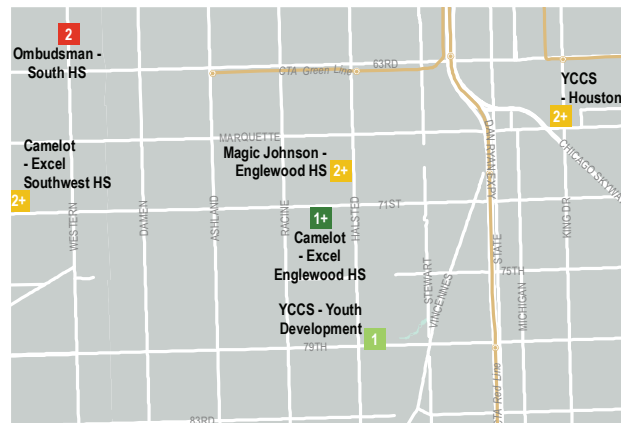 2
Ombudsman -
South HS
63RD
CTA Green Line
YCCS
- Houston
2+
DAN RYAN EXPY
CHICAGO SKYWAY
MARQUETTE
Camelot
- Excel
Southwest HS
2+
Magic Johnson -
Englewood HS
2+
71ST
1+
Camelot
- Excel
Englewood HS
WESTERN
DAMEN
ASHLAND
RACINE
HALSTED
STEWART
VINCENNES
STATE
MICHIGAN
KING DR
75TH
YCCS - Youth
Development
1
79TH
CTA Red Line
83RD